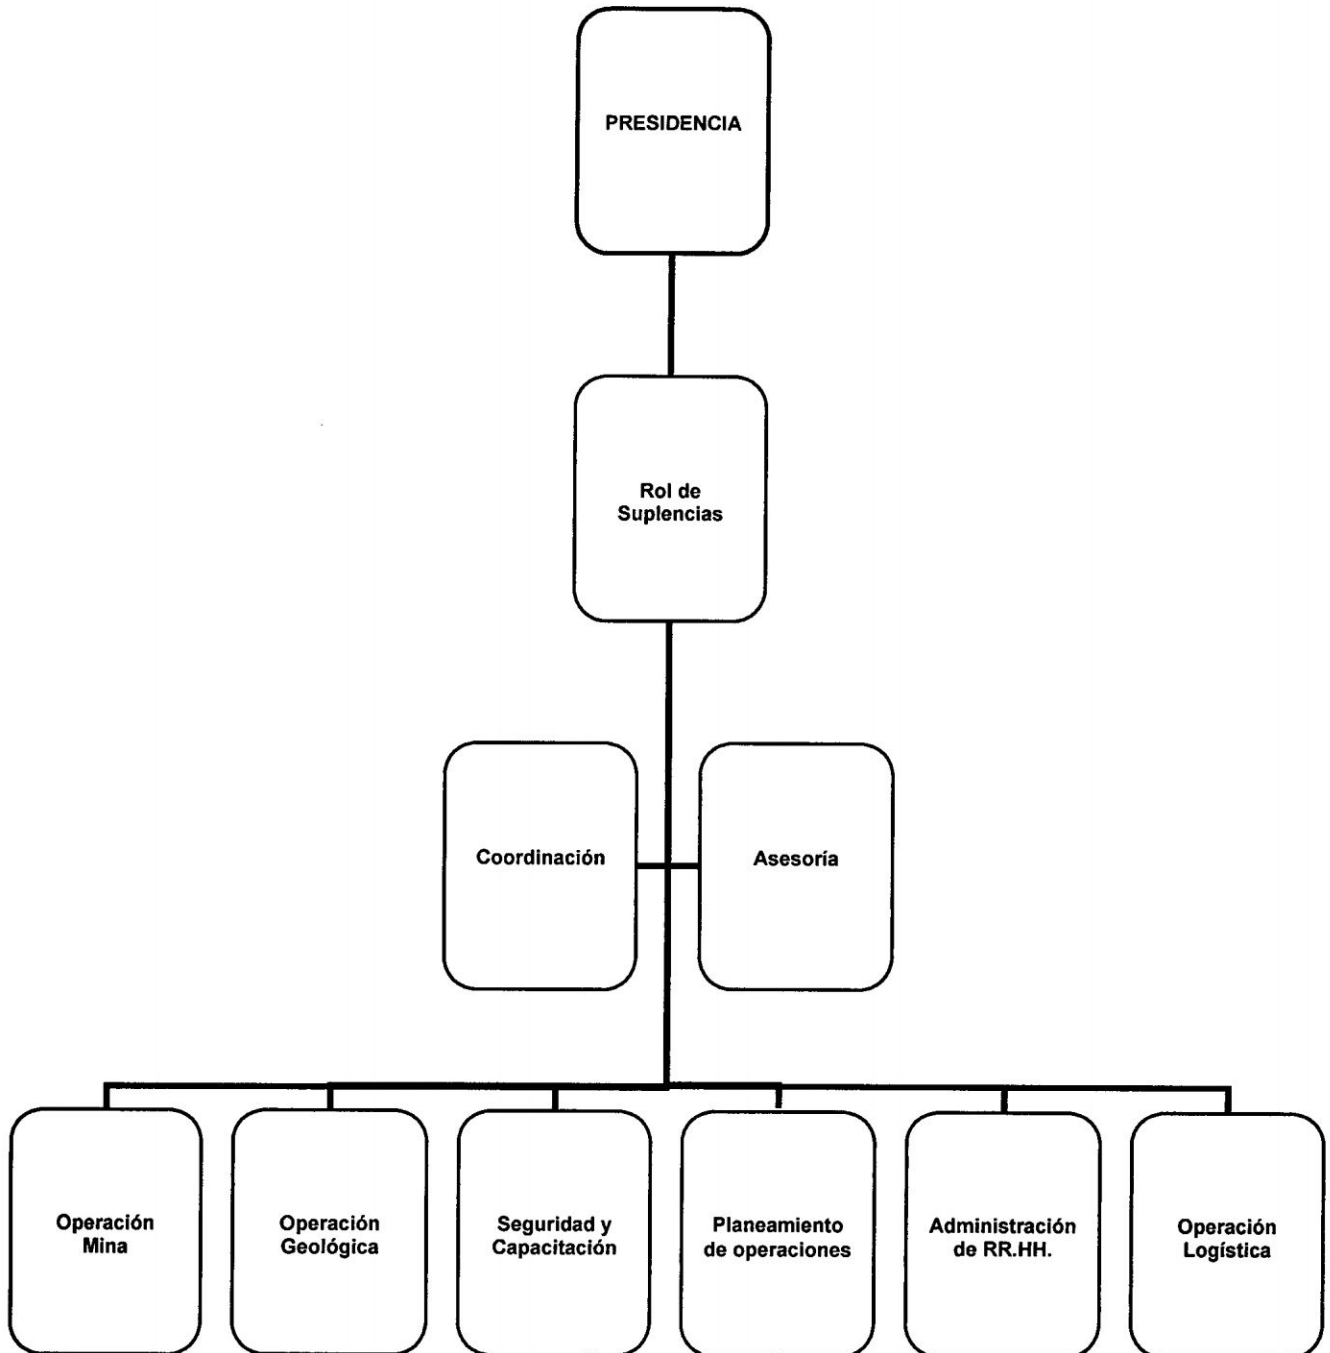 PRESIDENCIA
Rol de
Suplencias
Coordinación
Asesoría
Operación
Mina
Operación
Geológica
Seguridad y
Capacitación
Planeamiento
de operaciones
Administración
de RR.HH.
Operación
Logística